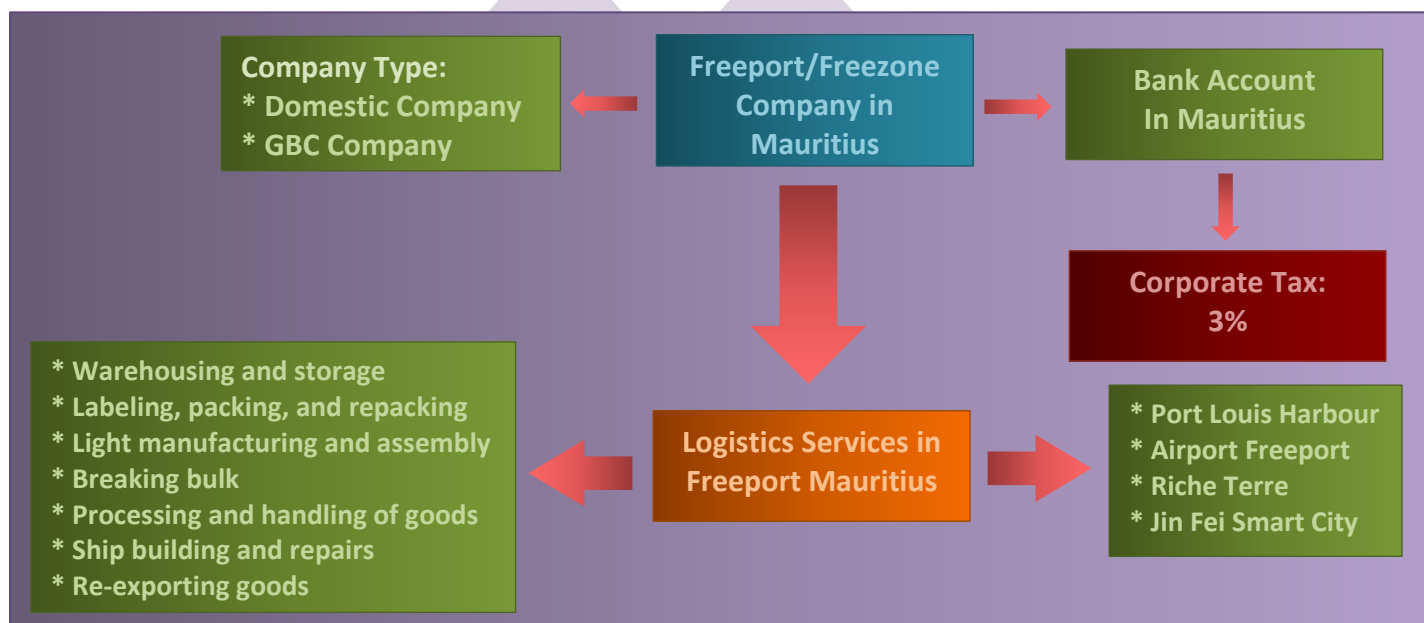 Company Type:
* Domestic Company
* GBC Company
Freeport/Freezone
Company in
Mauritius
Bank Account
In Mauritius
Corporate Tax:
3%
* Warehousing and storage
* Labeling, packing, and repacking
* Light manufacturing and assembly
* Breaking bulk
* Processing and handling of goods
* Ship building and repairs
* Re-exporting goods
Logistics Services in
Freeport Mauritius
* Port Louis Harbour
* Airport Freeport
* Riche Terre
* Jin Fei Smart City